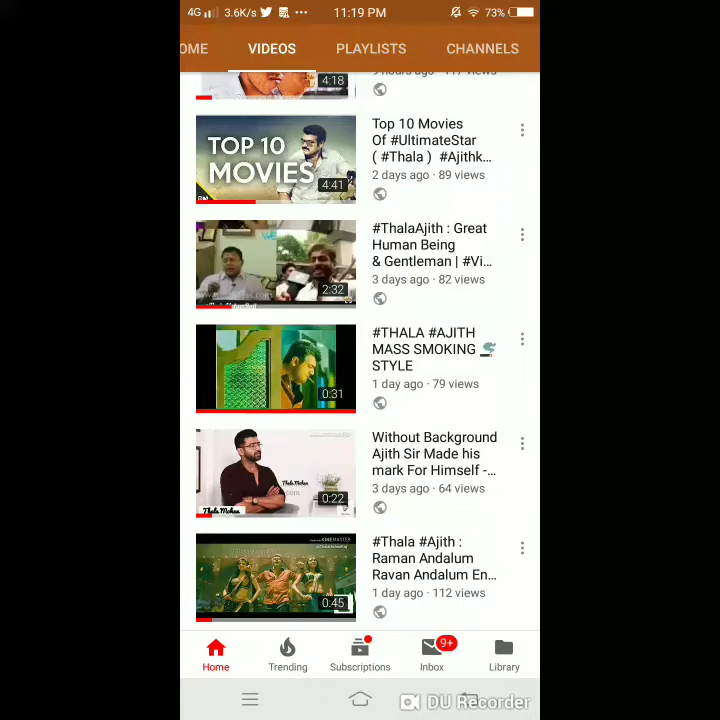 4G 3.6K/s 11:19 PM 73%
OME VIDEOS PLAYLISTS CHANNELS
4:18
TOP 10
MOVIES
4:41
Top 10 Movies
Of #UltimateStar
( #Thala ) #Ajithk...
2 days ago · 89 views
2:32
#ThalaAjith : Great
Human Being
& Gentleman | #Vi...
3 days ago · 82 views
0:31
#THALA #AJITH
MASS SMOKING
STYLE
1 day ago · 79 views
Thala Mohan
Thala Mohan
0:22
Without Background
Ajith Sir Made his
mark For Himself -...
3 days ago · 64 views
KINEMASTER
0:45
#Thala #Ajith :
Raman Andalum
Ravan Andalum En...
1 day ago · 112 views
9+
Home Trending Subscriptions Inbox Library
DU Recorder